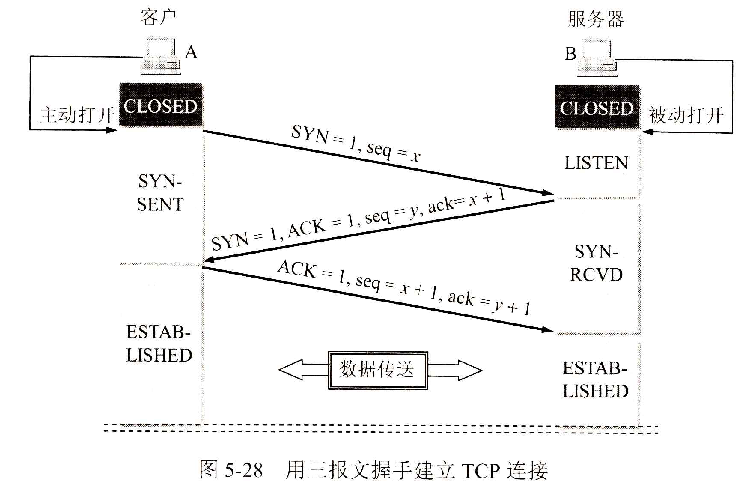 客户
服务器
A
B
CLOSED
CLOSED
主动打开
被动打开
SYN = 1, seq = x
LISTEN
SYN-
SENT
SYN = 1, ACK = 1, seq = y, ack= x + 1
SYN-
RCVD
ACK = 1, seq = x + 1, ack = y + 1
ESTAB-
LISHED
数据传送
ESTAB-
LISHED
图 5-28 用三报文握手建立 TCP 连接